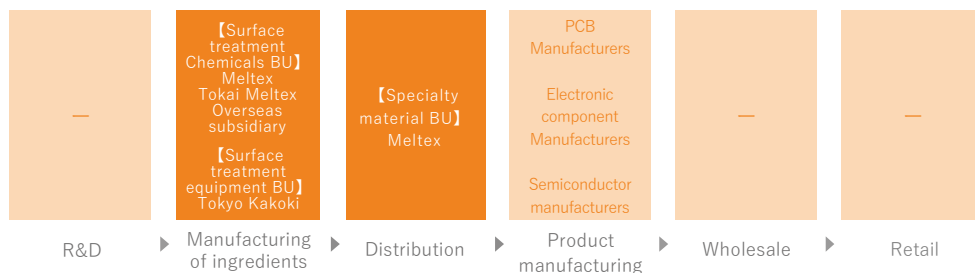 —
【Surface
treatment
Chemicals BU】
Meltex
Tokai Meltex
Overseas
subsidiary
【Surface
treatment
equipment BU】
Tokyo Kakoki
【Specialty
material BU】
Meltex
PCB
Manufacturers
Electronic
component
Manufacturers
Semiconductor
manufacturers
—
—
R&D
Manufacturing
of ingredients
Distribution
Product
manufacturing
Wholesale
Retail